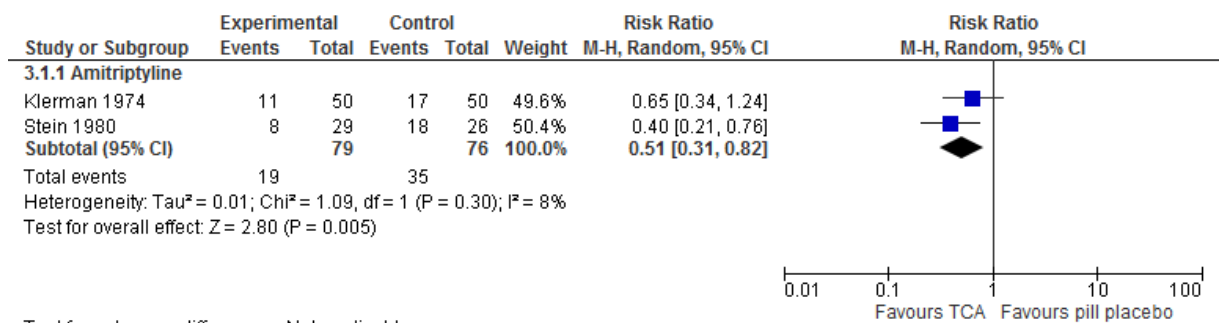 Experimental Control Risk Ratio Risk Ratio
Study or Subgroup Events Total Events Total Weight M-H, Random, 95% CI M-H, Random, 95% CI
3.1.1 Amitriptyline
Klerman 1974 11 50 17 50 49.6% 0.65 [0.34, 1.24]
Stein 1980 8 29 18 26 50.4% 0.40 [0.21, 0.76]
Subtotal (95% CI) 79 76 100.0% 0.51 [0.31, 0.82]
Total events 19 35
Heterogeneity: Tau² = 0.01; Chi² = 1.09, df = 1 (P = 0.30); I² = 8%
Test for overall effect: Z = 2.80 (P = 0.005)
0.01 0.1 1 10 100
Favours TCA Favours pill placebo